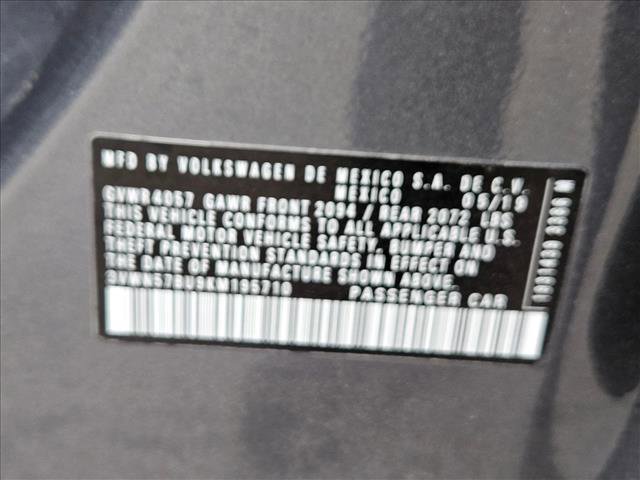 MFD BY VOLKSWAGEN DE MEXICO S.A. DE C.V.
MEXICO 05/19
GVWR4057 GAWR FRONT 2094 / REAR 2072 LBS
THIS VEHICLE CONFORMS TO ALL APPLICABLE U.S.
FEDERAL MOTOR VEHICLE SAFETY, BUMPER AND
THEFT PREVENTION STANDARDS IN EFFECT ON
THE DATE OF MANUFACTURE SHOWN ABOVE.
PASSENGER CAR